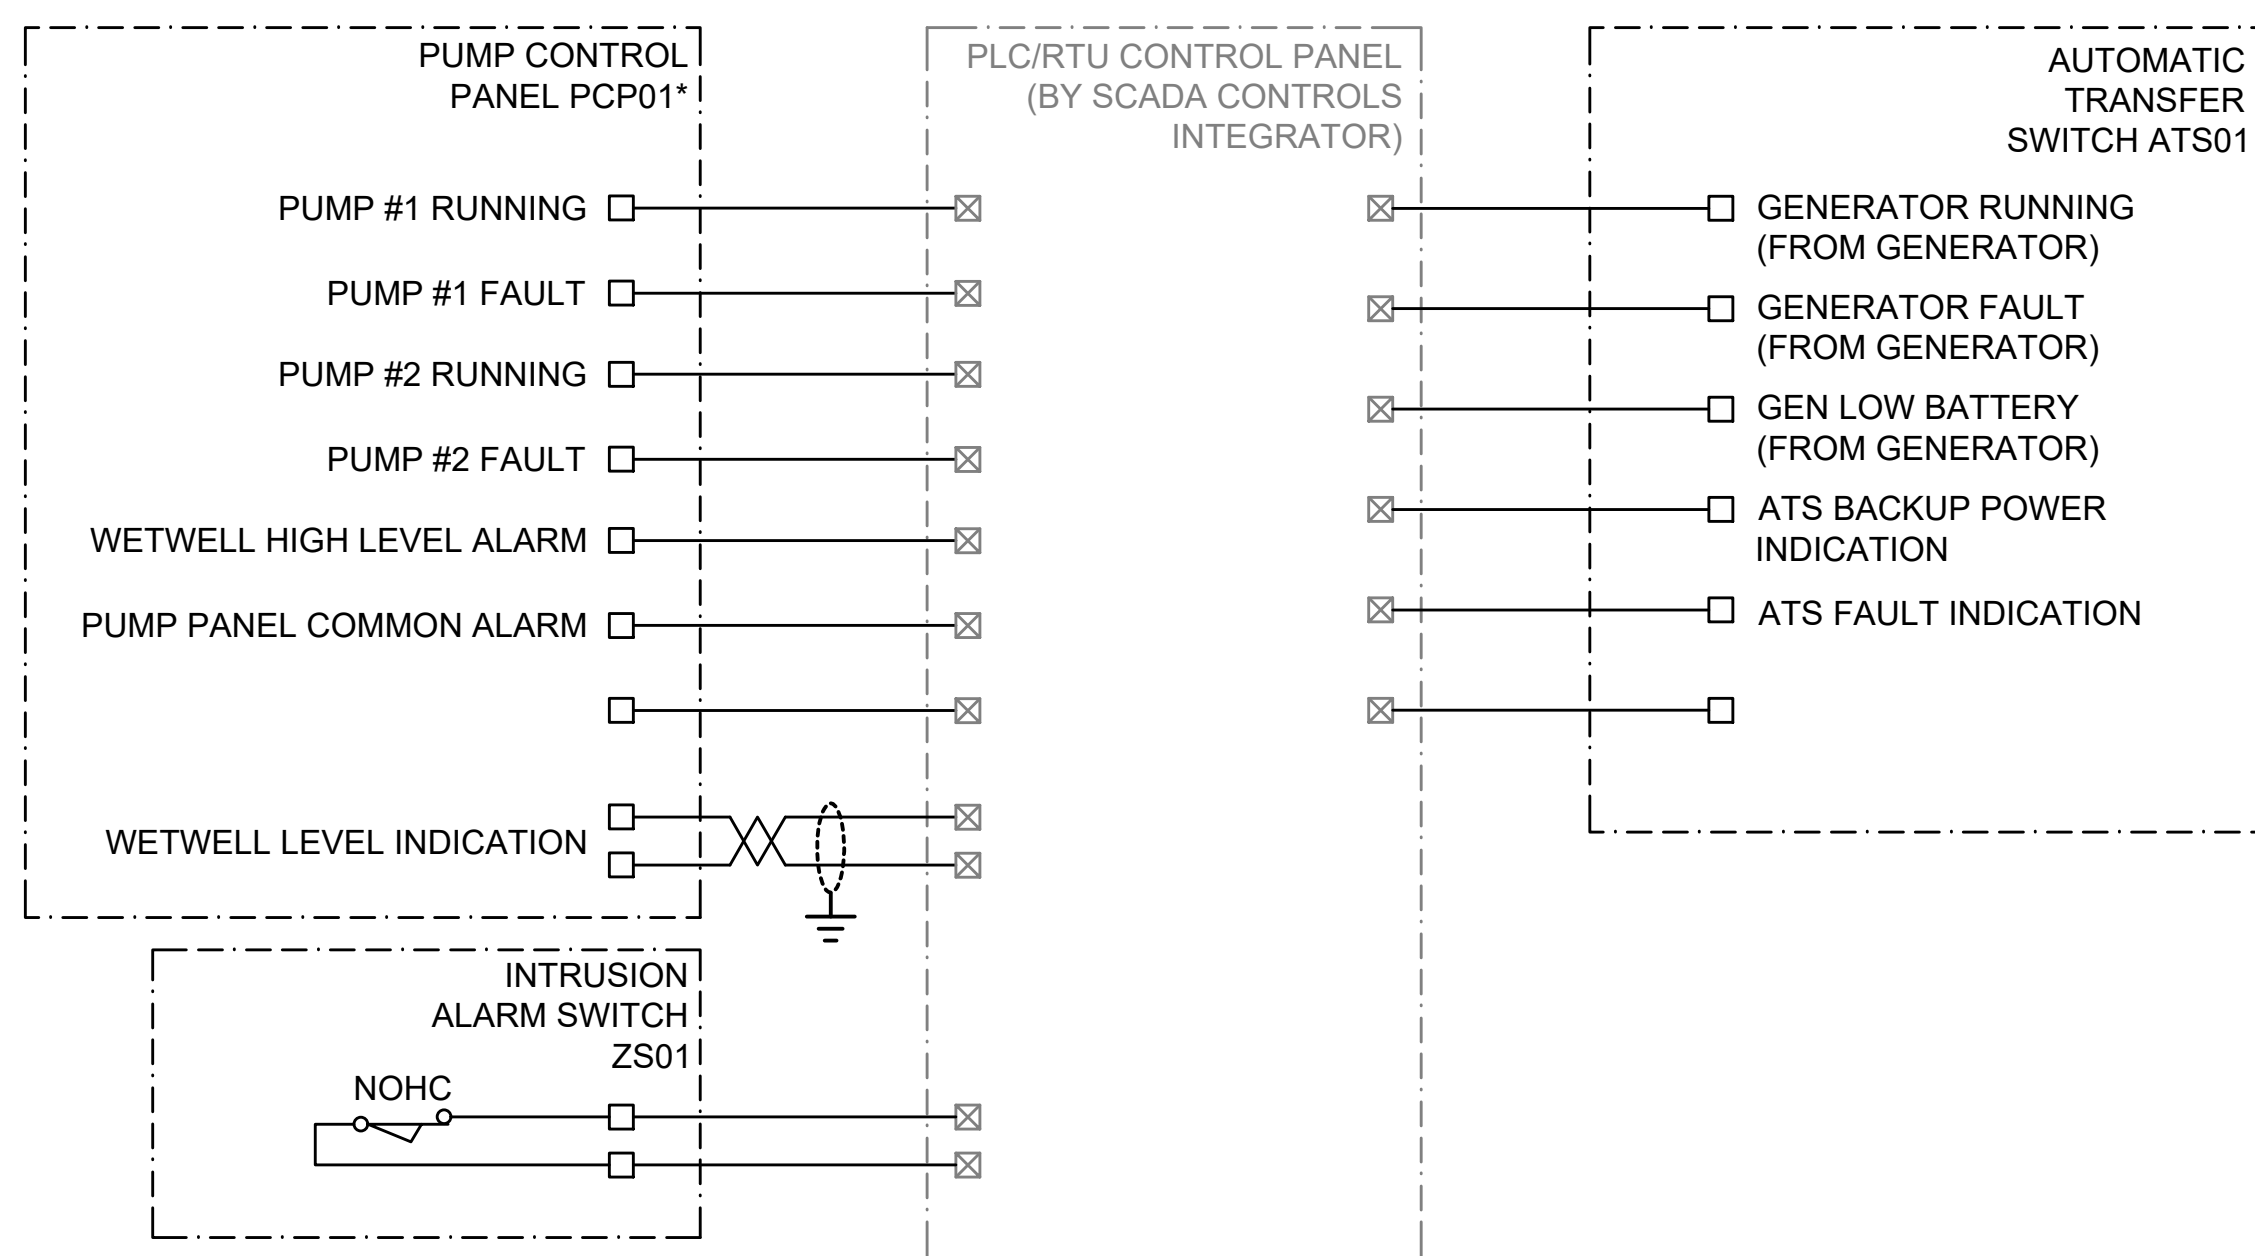 PUMP CONTROL
PANEL PCP01*
PUMP #1 RUNNING
PUMP #1 FAULT
PUMP #2 RUNNING
PUMP #2 FAULT
WETWELL HIGH LEVEL ALARM
PUMP PANEL COMMON ALARM
WETWELL LEVEL INDICATION
INTRUSION
ALARM SWITCH
ZS01
NOHC
PLC/RTU CONTROL PANEL
(BY SCADA CONTROLS
INTEGRATOR)
AUTOMATIC
TRANSFER
SWITCH ATS01
GENERATOR RUNNING
(FROM GENERATOR)
GENERATOR FAULT
(FROM GENERATOR)
GEN LOW BATTERY
(FROM GENERATOR)
ATS BACKUP POWER
INDICATION
ATS FAULT INDICATION